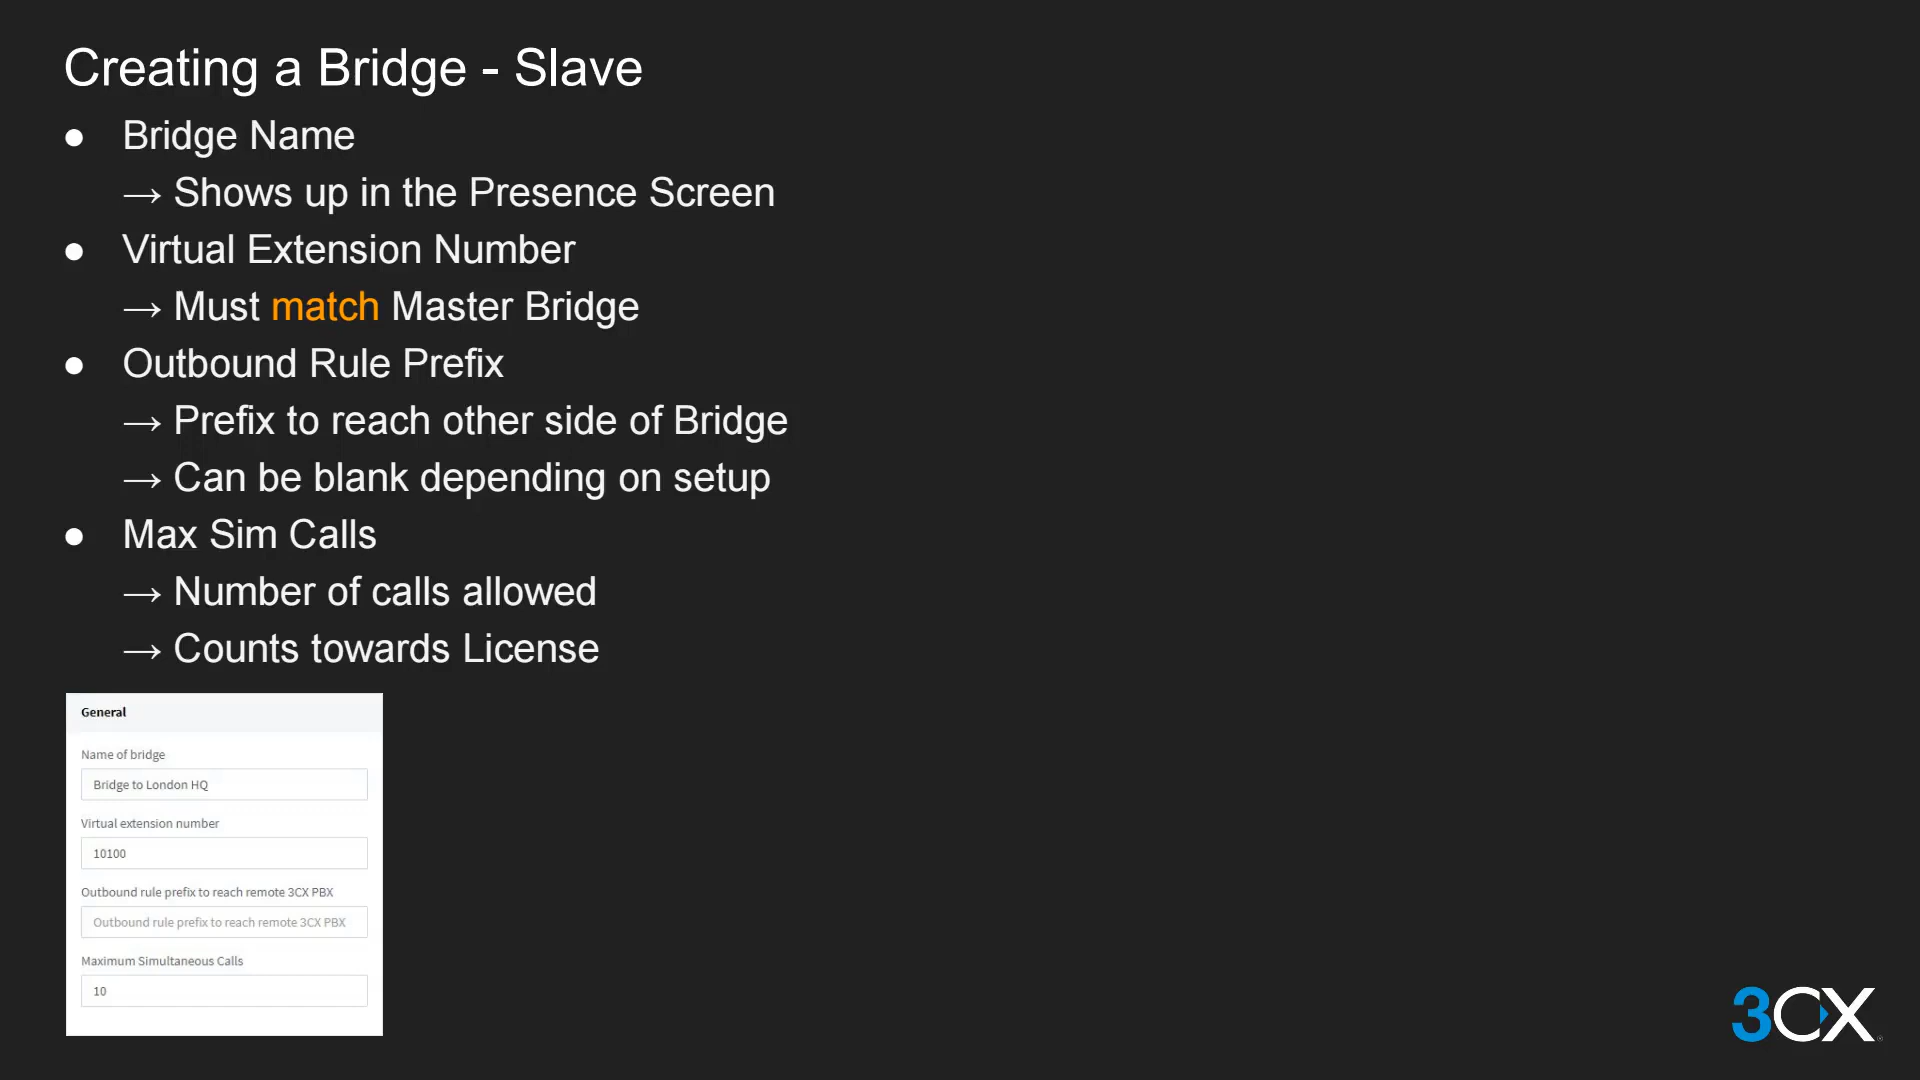 Creating a Bridge - Slave
● Bridge Name
→ Shows up in the Presence Screen
● Virtual Extension Number
→ Must match Master Bridge
● Outbound Rule Prefix
→ Prefix to reach other side of Bridge
→ Can be blank depending on setup
● Max Sim Calls
→ Number of calls allowed
→ Counts towards License
General
Name of bridge
Bridge to London HQ
Virtual extension number
10100
Outbound rule prefix to reach remote 3CX PBX
Outbound rule prefix to reach remote 3CX PBX
Maximum Simultaneous Calls
10
3CX